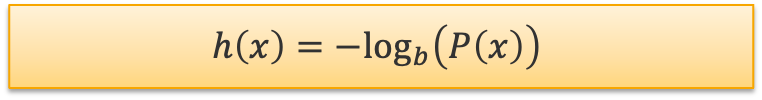 h(x) = −log_b(P(x))